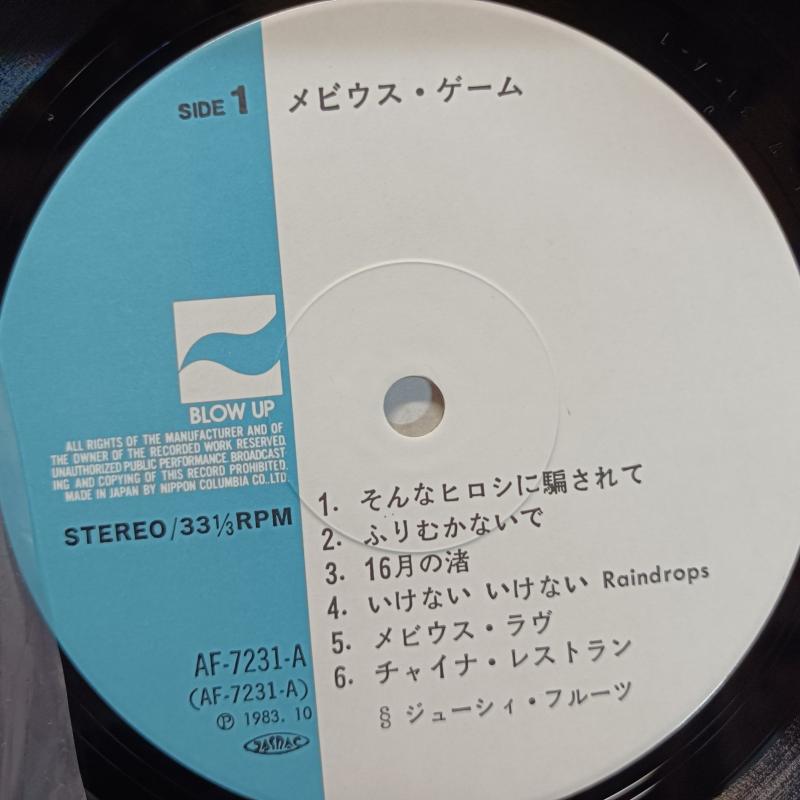 SIDE 1
メビウス・ゲーム
BLOW UP
ALL RIGHTS OF THE MANUFACTURER AND OF
THE OWNER OF THE RECORDED WORK RESERVED.
UNAUTHORIZED PUBLIC PERFORMANCE BROADCAST
ING AND COPYING OF THIS RECORD PROHIBITED.
MADE IN JAPAN BY NIPPON COLUMBIA CO.,LTD.
STEREO/33⅓RPM
1. そんなヒロシに騙されて
2. ふりむかないで
3. 16月の渚
4. いけない いけない Raindrops
5. メビウス・ラヴ
6. チャイナ・レストラン
§ ジューシィ・フルーツ
AF-7231-A
(AF-7231-A)
Ⓟ 1983. 10
JASRAC